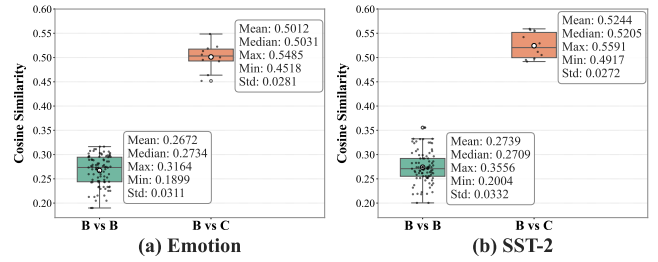 Cosine Similarity
0.60
0.55
0.50
0.45
0.40
0.35
0.30
0.25
0.20
Mean: 0.5012
Median: 0.5031
Max: 0.5485
Min: 0.4518
Std: 0.0281
Mean: 0.2672
Median: 0.2734
Max: 0.3164
Min: 0.1899
Std: 0.0311
B vs B
B vs C
(a) Emotion
Cosine Similarity
0.60
0.55
0.50
0.45
0.40
0.35
0.30
0.25
0.20
Mean: 0.5244
Median: 0.5205
Max: 0.5591
Min: 0.4917
Std: 0.0272
Mean: 0.2739
Median: 0.2709
Max: 0.3556
Min: 0.2004
Std: 0.0332
B vs B
B vs C
(b) SST-2